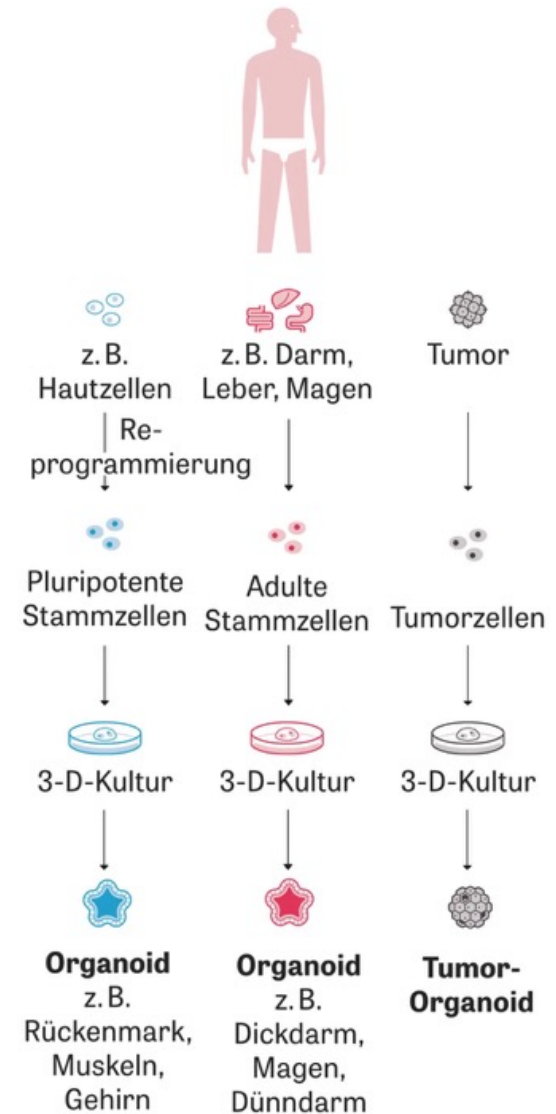 z. B.
Hautzellen
Re-
programmierung
Pluripotente
Stammzellen
3-D-Kultur
Organoid
z. B.
Rückenmark,
Muskeln,
Gehirn
z. B. Darm,
Leber, Magen
Adulte
Stammzellen
3-D-Kultur
Organoid
z. B.
Dickdarm,
Magen,
Dünndarm
Tumor
Tumorzellen
3-D-Kultur
Tumor-
Organoid